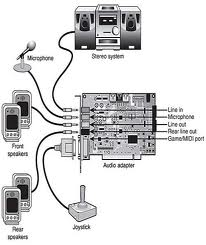 Microphone
Stereo system
Line in
Microphone
Line out
Rear line out
Game/MIDI port
Front
speakers
Audio adapter
Rear
speakers
Joystick